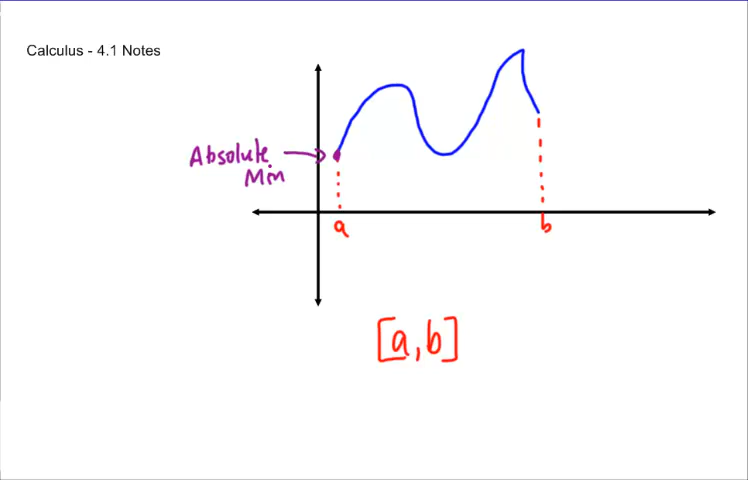 Calculus - 4.1 Notes
Absolute
Min
a
b
[a,b]